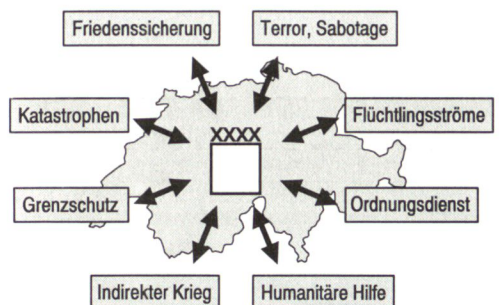 Friedenssicherung
Terror, Sabotage
Katastrophen
XXXX
Flüchtlingsströme
Grenzschutz
Ordnungsdienst
Indirekter Krieg
Humanitäre Hilfe